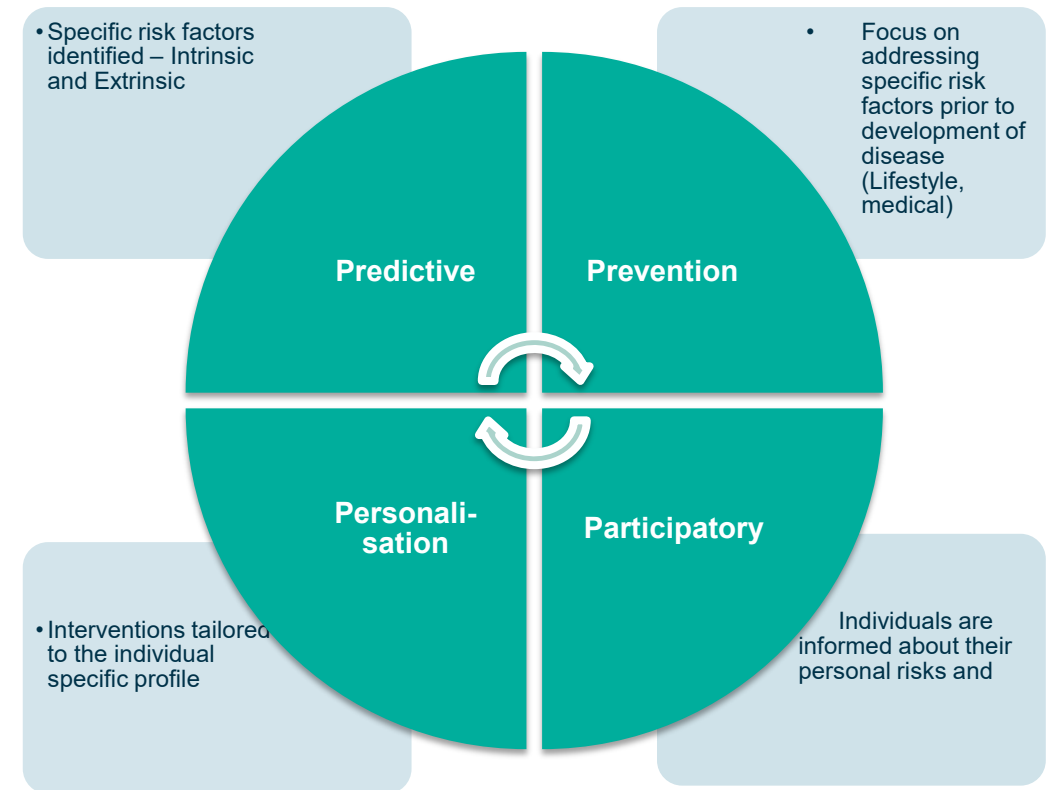 • Specific risk factors
identified – Intrinsic
and Extrinsic
• Focus on
addressing
specific risk
factors prior to
development of
disease
(Lifestyle,
medical)
Predictive
Prevention
Personali-
sation
Participatory
• Interventions tailored
to the individual
specific profile
Individuals are
informed about their
personal risks and